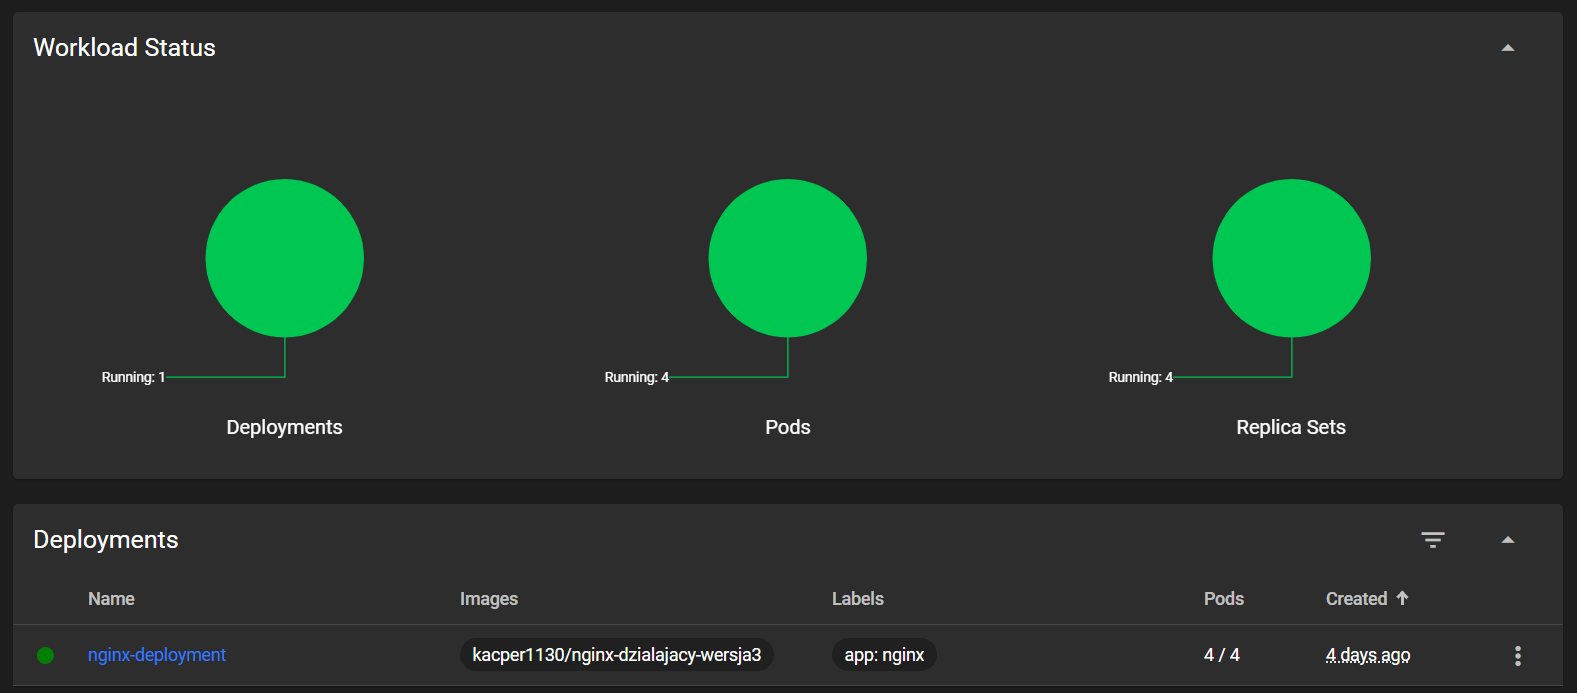 Workload Status
Running: 1
Running: 4
Running: 4
Deployments
Pods
Replica Sets
Deployments
Name Images Labels Pods Created
nginx-deployment kacper1130/nginx-dzialajacy-wersja3 app: nginx 4 / 4 4 days ago